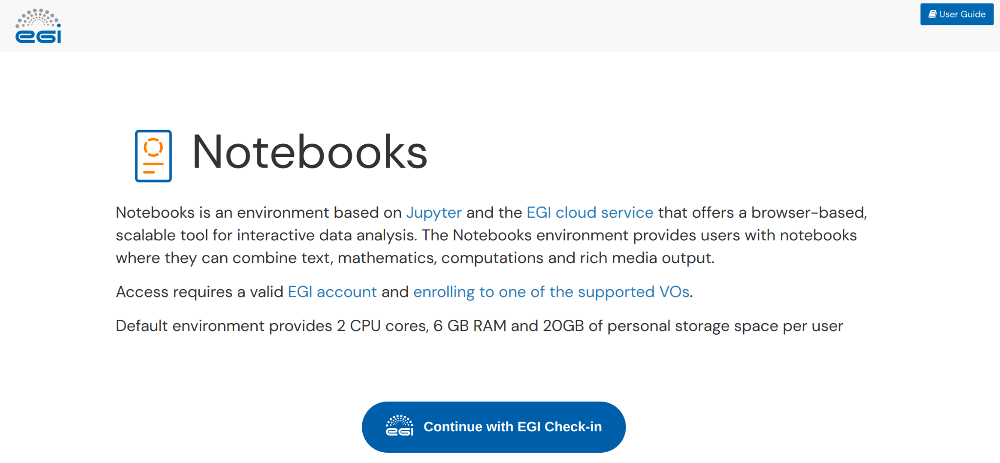 egi
User Guide
Notebooks
Notebooks is an environment based on Jupyter and the EGI cloud service that offers a browser-based,
scalable tool for interactive data analysis. The Notebooks environment provides users with notebooks
where they can combine text, mathematics, computations and rich media output.
Access requires a valid EGI account and enrolling to one of the supported VOs.
Default environment provides 2 CPU cores, 6 GB RAM and 20GB of personal storage space per user
egi Continue with EGI Check-in